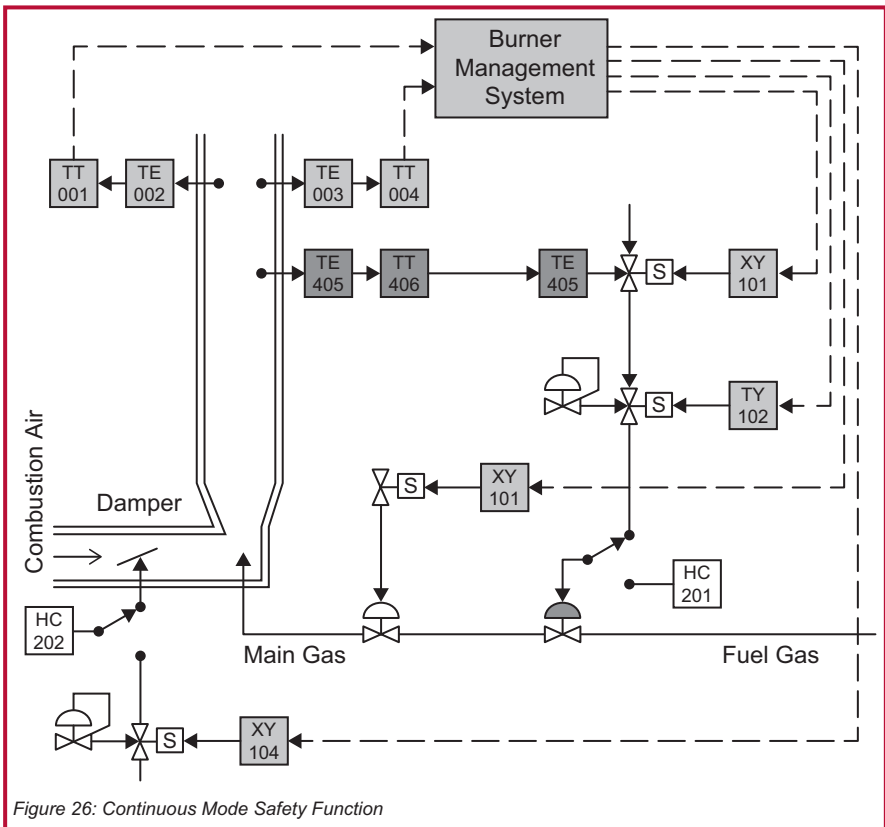 Burner
Management
System
TT
001
TE
002
TE
003
TT
004
TE
405
TT
406
TE
405
S
XY
101
S
TY
102
S
XY
101
Combustion Air
Damper
HC
201
HC
202
Main Gas
Fuel Gas
S
XY
104
Figure 26: Continuous Mode Safety Function